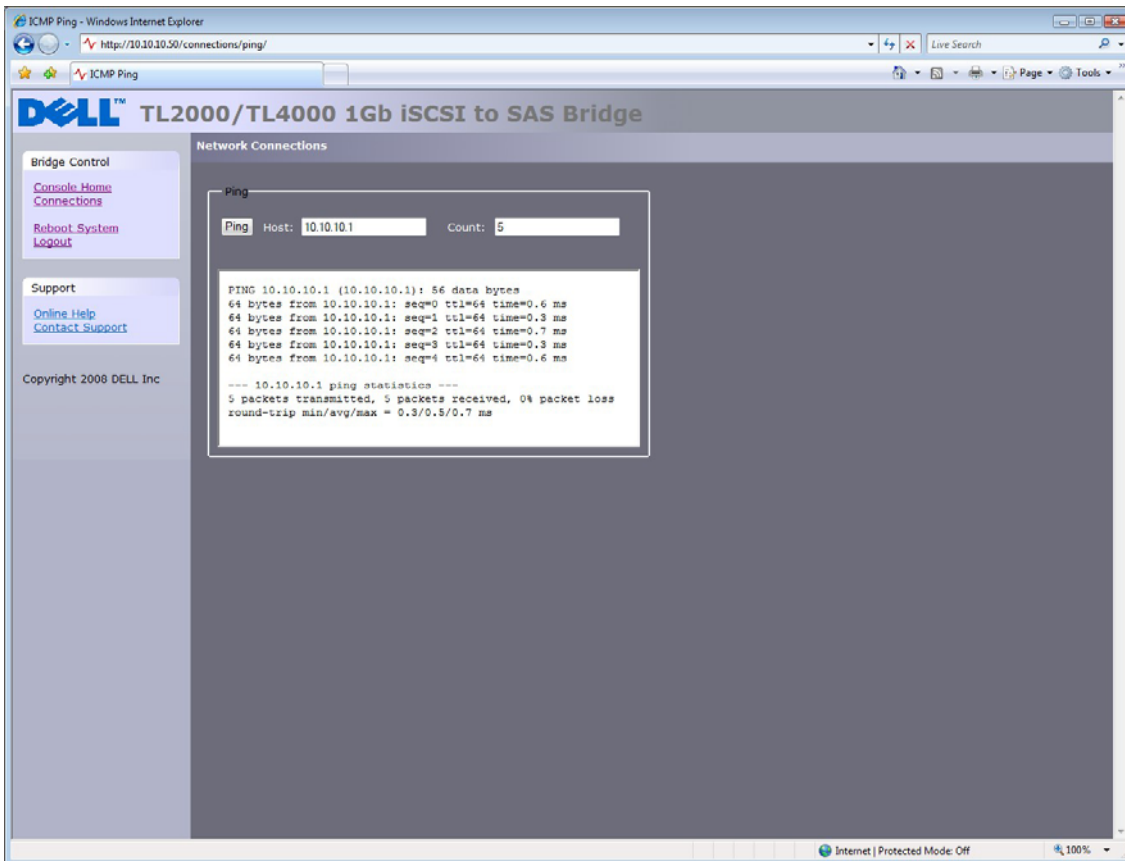 ICMP Ping - Windows Internet Explorer
http://10.10.10.50/connections/ping/
Live Search
ICMP Ping
Page
Tools
DELL™ TL2000/TL4000 1Gb iSCSI to SAS Bridge
Network Connections
Bridge Control
Console Home
Connections
Reboot System
Logout
Support
Online Help
Contact Support
Copyright 2008 DELL Inc
Ping
Ping Host: 10.10.10.1 Count: 5
PING 10.10.10.1 (10.10.10.1): 56 data bytes
64 bytes from 10.10.10.1: seq=0 ttl=64 time=0.6 ms
64 bytes from 10.10.10.1: seq=1 ttl=64 time=0.3 ms
64 bytes from 10.10.10.1: seq=2 ttl=64 time=0.7 ms
64 bytes from 10.10.10.1: seq=3 ttl=64 time=0.3 ms
64 bytes from 10.10.10.1: seq=4 ttl=64 time=0.6 ms
--- 10.10.10.1 ping statistics ---
5 packets transmitted, 5 packets received, 0% packet loss
round-trip min/avg/max = 0.3/0.5/0.7 ms
Internet | Protected Mode: Off
100%